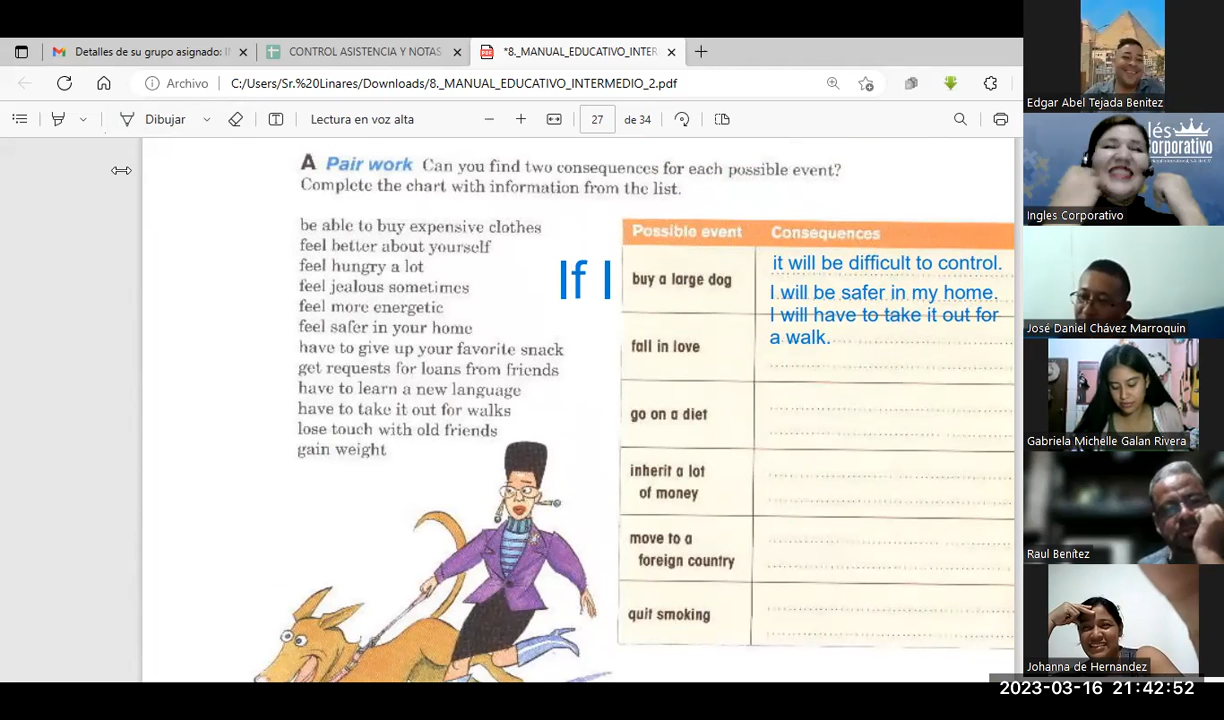 Detalles de su grupo asignado: I
CONTROL ASISTENCIA Y NOTAS
*8._MANUAL_EDUCATIVO_INTER
Archivo
C:/Users/Sr.%20Linares/Downloads/8._MANUAL_EDUCATIVO_INTERMEDIO_2.pdf
Dibujar
Lectura en voz alta
27
de 34
A Pair work Can you find two consequences for each possible event?
Complete the chart with information from the list.
be able to buy expensive clothes
feel better about yourself
feel hungry a lot
feel jealous sometimes
feel more energetic
feel safer in your home
have to give up your favorite snack
get requests for loans from friends
have to learn a new language
have to take it out for walks
lose touch with old friends
gain weight
If I
Possible event
Consequences
buy a large dog
it will be difficult to control.
I will be safer in my home.
I will have to take it out for
a walk.
fall in love
go on a diet
inherit a lot
of money
move to a
foreign country
quit smoking
Edgar Abel Tejada Benitez
lés
orporativo
Ingles Corporativo
José Daniel Chávez Marroquin
Gabriela Michelle Galan Rivera
Raul Benítez
Johanna de Hernandez
2023-03-16 21:42:52